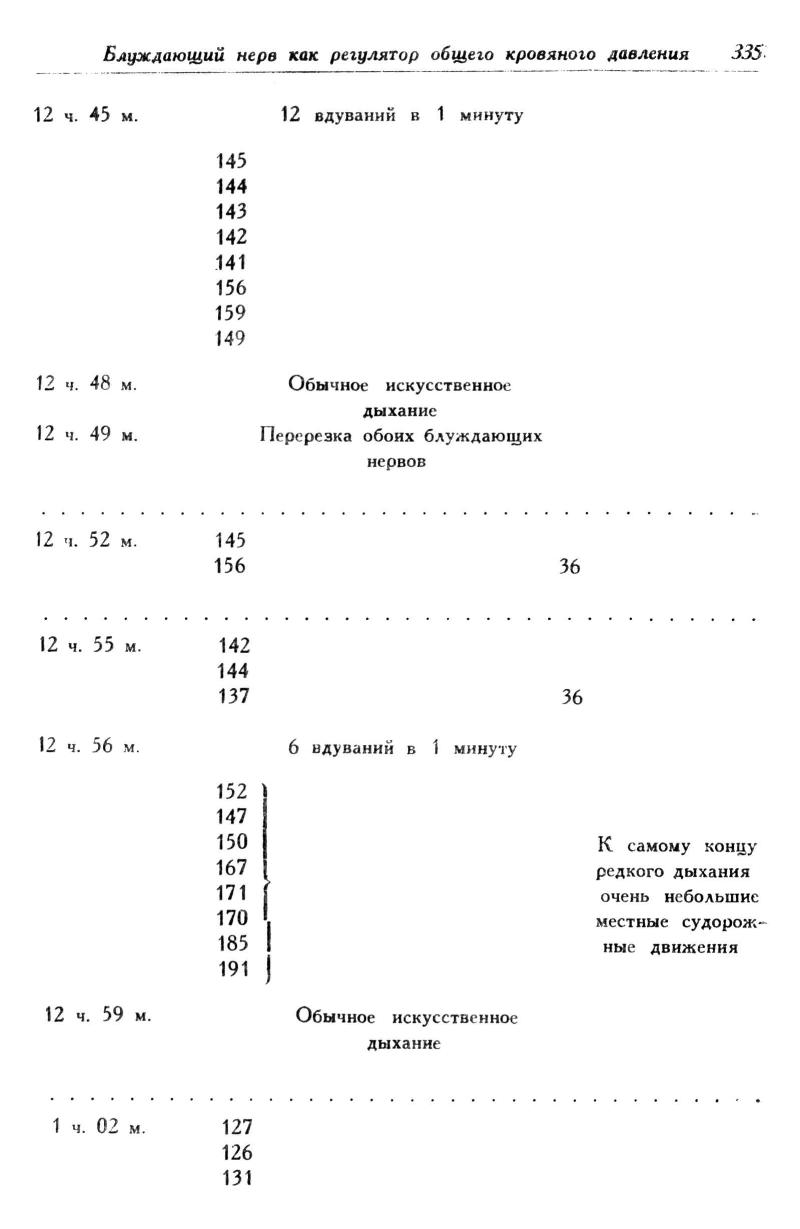 Блуждающий нерв как регулятор общего кровяного давления 335
12 ч. 45 м. 12 вдуваний в 1 минуту
145
144
143
142
141
156
159
149
12 ч. 48 м. Обычное искусственное
дыхание
12 ч. 49 м. Перерезка обоих блуждающих
нервов
. . . . . . . . . . . . . . . . . . . . . . . . . . . . . . . . . . . .
12 ч. 52 м. 145
156 36
. . . . . . . . . . . . . . . . . . . . . . . . . . . . . . . . . . . .
12 ч. 55 м. 142
144
137 36
12 ч. 56 м. 6 вдуваний в 1 минуту
152
147
150 К самому концу
167 редкого дыхания
171 очень небольшие
170 местные судорож-
185 ные движения
191
12 ч. 59 м. Обычное искусственное
дыхание
. . . . . . . . . . . . . . . . . . . . . . . . . . . . . . . . . . . .
1 ч. 02 м. 127
126
131